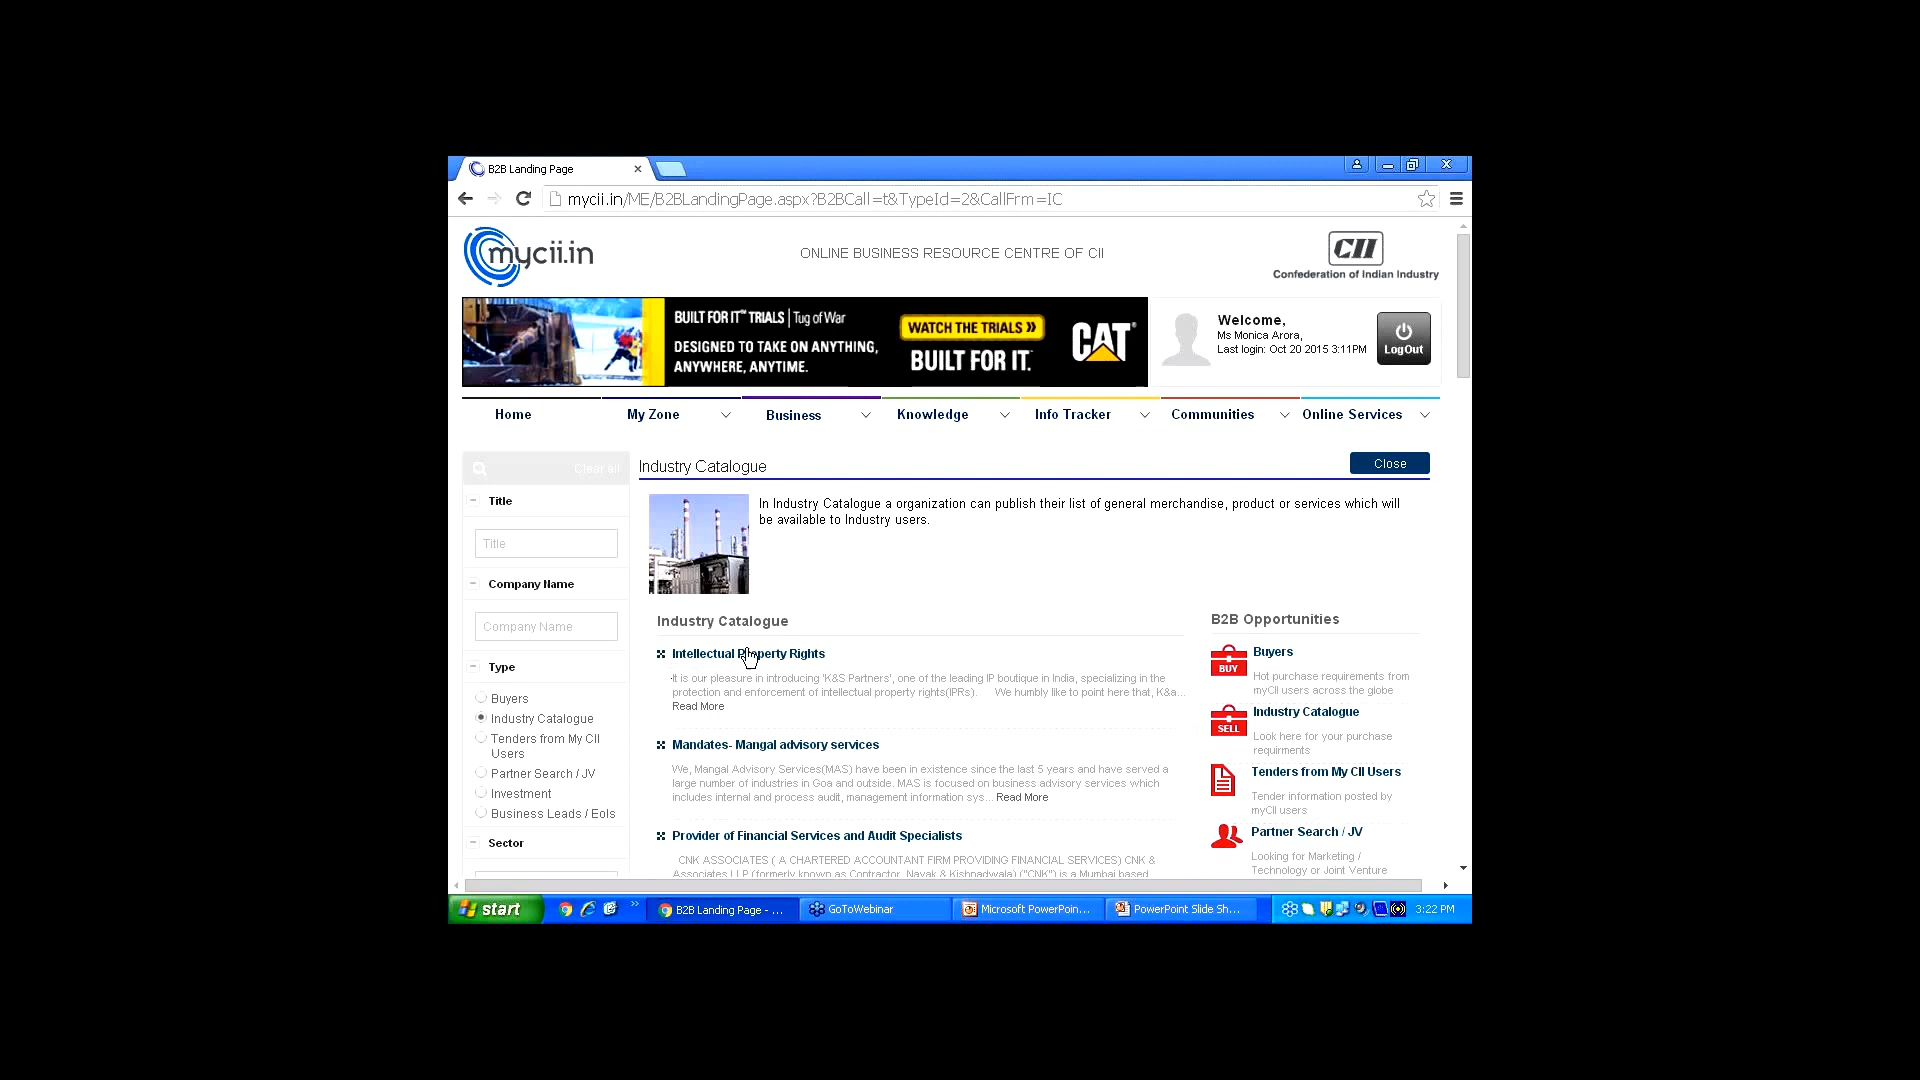 B2B Landing Page
mycii.in/ME/B2BLandingPage.aspx?B2BCall=t&TypeId=2&CallFrm=IC
mycii.in
ONLINE BUSINESS RESOURCE CENTRE OF CII
CII
Confederation of Indian Industry
BUILT FOR IT™ TRIALS | Tug of War
DESIGNED TO TAKE ON ANYTHING,
ANYWHERE, ANYTIME.
WATCH THE TRIALS »
BUILT FOR IT.™
CAT®
Welcome,
Ms Monica Arora,
Last login: Oct 20 2015 3:11PM
LogOut
Home
My Zone
Business
Knowledge
Info Tracker
Communities
Online Services
Clear all
Title
Title
Company Name
Company Name
Type
Buyers
Industry Catalogue
Tenders from My CII
Users
Partner Search / JV
Investment
Business Leads / EoIs
Sector
Industry Catalogue
Close
In Industry Catalogue a organization can publish their list of general merchandise, product or services which will
be available to Industry users.
Industry Catalogue
Intellectual Property Rights
It is our pleasure in introducing 'K&S Partners', one of the leading IP boutique in India, specializing in the
protection and enforcement of intellectual property rights(IPRs). We humbly like to point here that, K&a...
Read More
Mandates- Mangal advisory services
We, Mangal Advisory Services(MAS) have been in existence since the last 5 years and have served a
large number of industries in Goa and outside. MAS is focused on business advisory services which
includes internal and process audit, management information sys... Read More
Provider of Financial Services and Audit Specialists
CNK ASSOCIATES ( A CHARTERED ACCOUNTANT FIRM PROVIDING FINANCIAL SERVICES) CNK &
Associates LLP (formerly known as Contractor, Nayak & Kishnadwala) ("CNK") is a Mumbai based
B2B Opportunities
BUY
Buyers
Hot purchase requirements from
myCII users across the globe
SELL
Industry Catalogue
Look here for your purchase
requirments
Tenders from My CII Users
Tender information posted by
myCII users
Partner Search / JV
Looking for Marketing /
Technology or Joint Venture
start
B2B Landing Page - ...
GoToWebinar
Microsoft PowerPoin...
PowerPoint Slide Sh...
3:22 PM